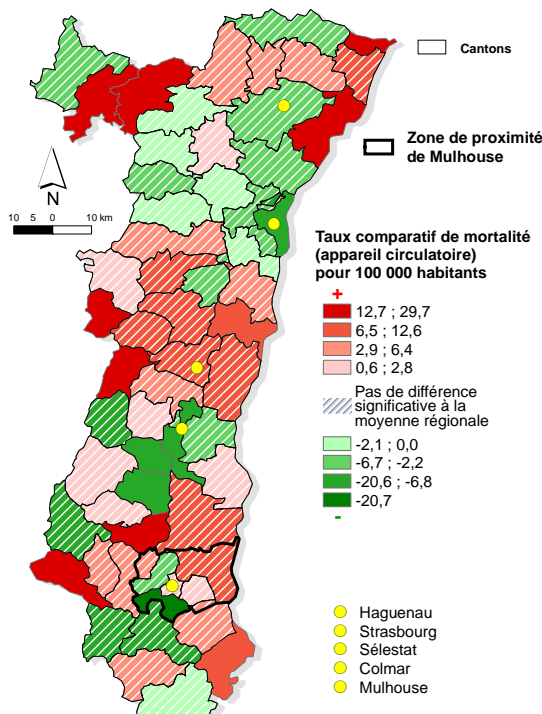 Cantons
Zone de proximité
de Mulhouse
N
10 5 0 10 km
Taux comparatif de mortalité
(appareil circulatoire)
pour 100 000 habitants
+
12,7 ; 29,7
6,5 ; 12,6
2,9 ; 6,4
0,6 ; 2,8
Pas de différence
significative à la
moyenne régionale
-2,1 ; 0,0
-6,7 ; -2,2
-20,6 ; -6,8
-20,7
-
Haguenau
Strasbourg
Sélestat
Colmar
Mulhouse